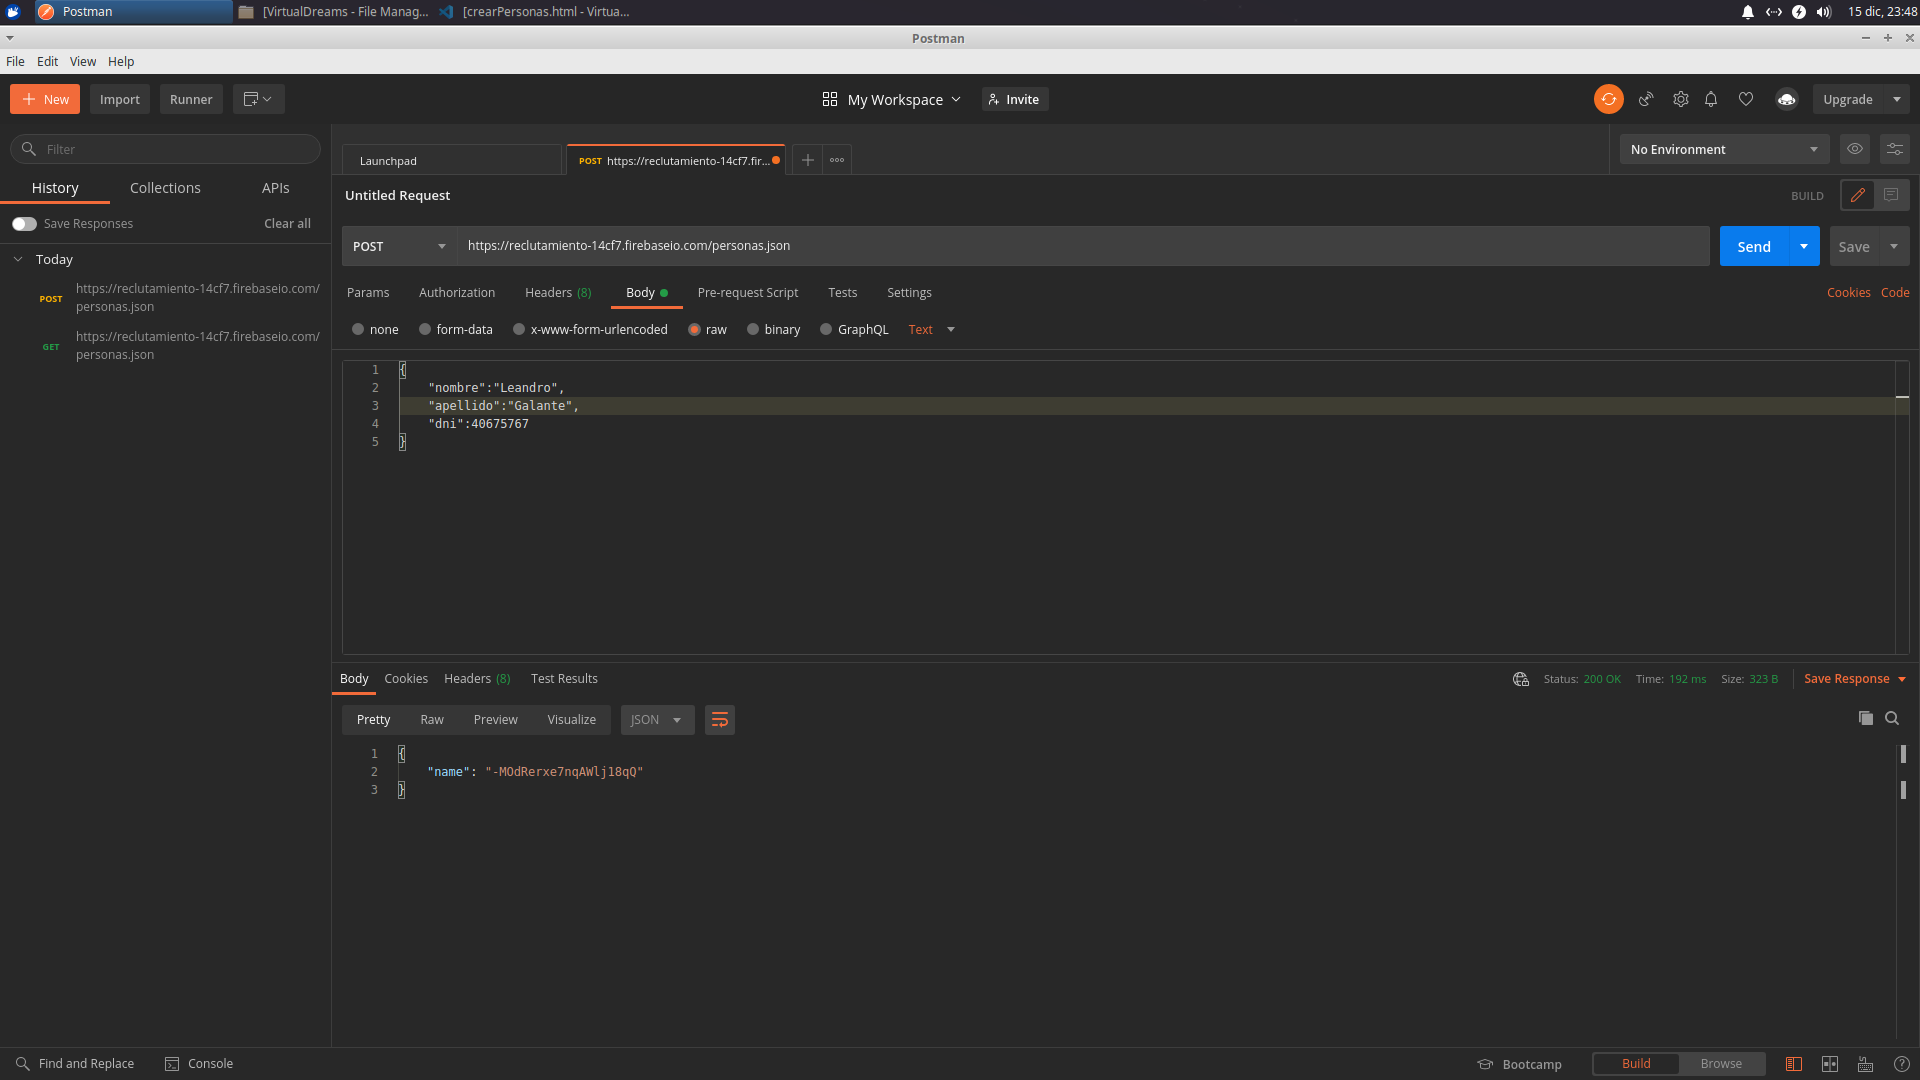 Postman
[VirtualDreams - File Manag...
[crearPersonas.html - Virtua...
15 dic, 23:48
Postman
File Edit View Help
New
Import
Runner
My Workspace
Invite
Upgrade
Filter
Launchpad
POST https://reclutamiento-14cf7.fir...
No Environment
History
Collections
APIs
Untitled Request
BUILD
Save Responses
Clear all
POST
https://reclutamiento-14cf7.firebaseio.com/personas.json
Send
Save
Today
POST
https://reclutamiento-14cf7.firebaseio.com/
personas.json
GET
https://reclutamiento-14cf7.firebaseio.com/
personas.json
Params
Authorization
Headers (8)
Body
Pre-request Script
Tests
Settings
Cookies
Code
none
form-data
x-www-form-urlencoded
raw
binary
GraphQL
Text
1 {
2 "nombre":"Leandro",
3 "apellido":"Galante",
4 "dni":40675767
5 }
Body
Cookies
Headers (8)
Test Results
Status: 200 OK
Time: 192 ms
Size: 323 B
Save Response
Pretty
Raw
Preview
Visualize
JSON
1 {
2 "name": "-MOdRerxe7nqAWlj18qQ"
3 }
Find and Replace
Console
Bootcamp
Build
Browse